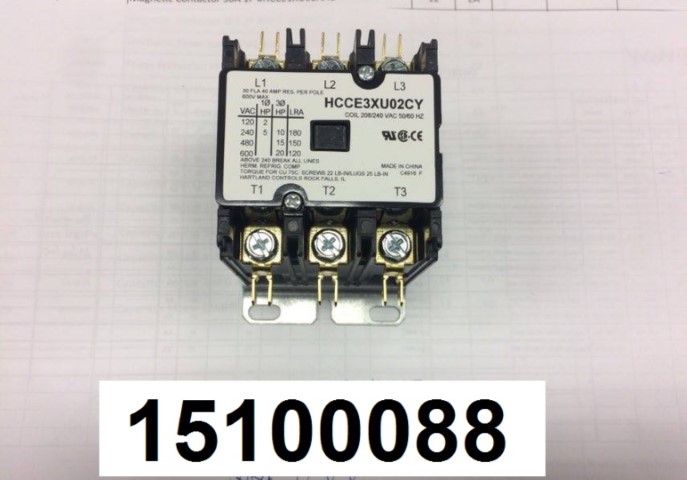 L1 L2 L3
30 FLA 40 AMP RES. PER POLE
600V MAX.
HCCE3XU02CY
COIL 208/240 VAC 50/60 HZ
1Ø 3Ø
VAC HP HP LRA
120 2
240 5 10 180
480 15 150
600 20 120
ABOVE 240 BREAK ALL LINES
HERM. REFRIG. COMP.
TORQUE FOR CU 75C: SCREWS 22 LB-IN/LUGS 25 LB-IN
HARTLAND CONTROLS ROCK FALLS, IL
MADE IN CHINA
T1 T2 T3
15100088